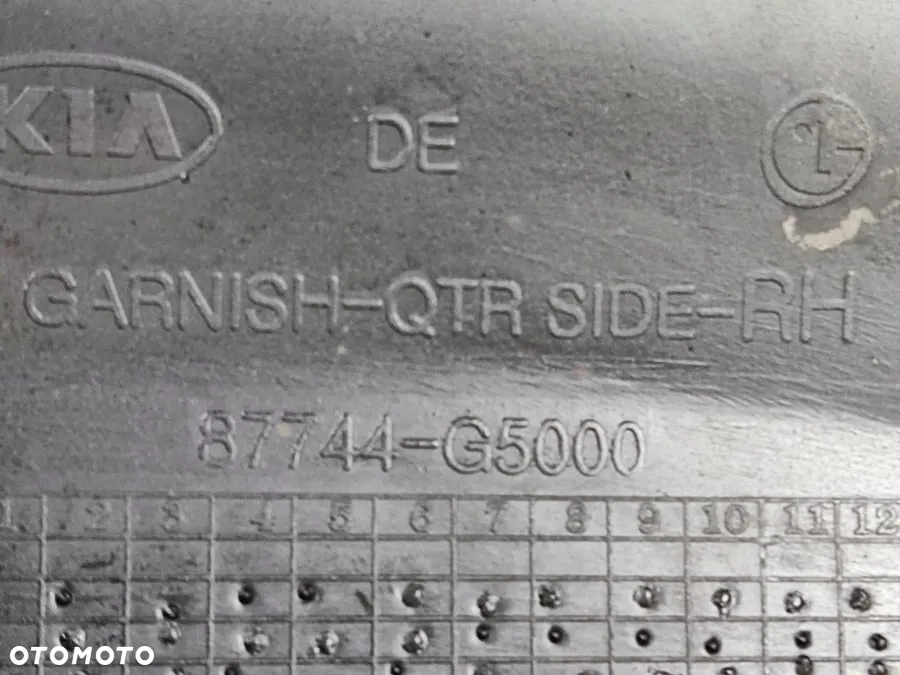 KIA DE
GARNISH-QTR SIDE-RH
87744-G5000
1 2 3 4 5 6 7 8 9 10 11 12
OTOMOTO